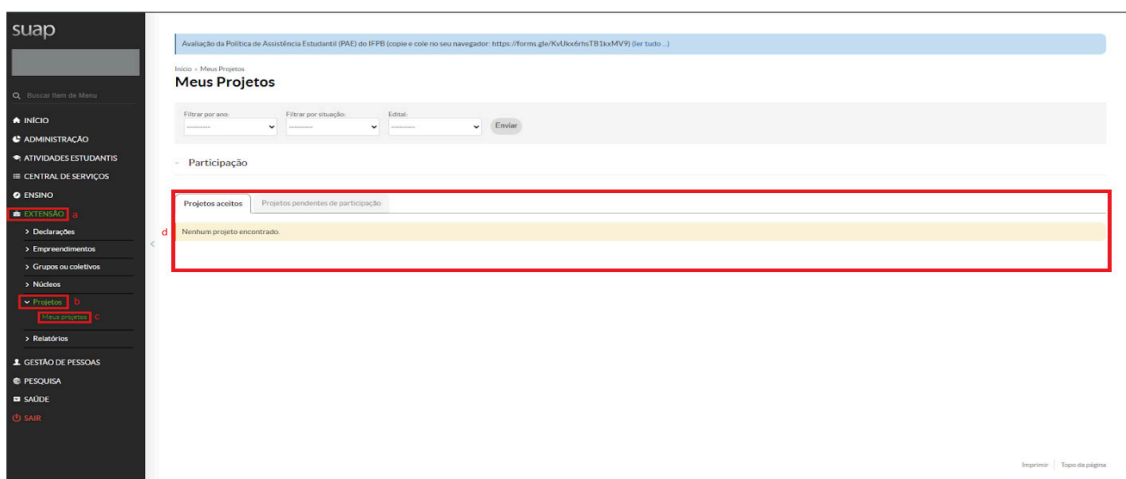 suap
Buscar Item de Menu
INÍCIO
ADMINISTRAÇÃO
ATIVIDADES ESTUDANTIS
CENTRAL DE SERVIÇOS
ENSINO
EXTENSÃO a
Declarações
Empreendimentos
Grupos ou coletivos
Núcleos
Projetos b
Meus projetos c
Relatórios
GESTÃO DE PESSOAS
PESQUISA
SAÚDE
SAIR
Avaliação da Política de Assistência Estudantil (PAE) do IFPB (copie e cole no seu navegador: https://forms.gle/KvUkx6rhsTB1kxMV9) (ler tudo ...)
Início » Meus Projetos
Meus Projetos
Filtrar por ano: Filtrar por situação: Edital:
--------- --------- --------- Enviar
Participação
Projetos aceitos Projetos pendentes de participação
d Nenhum projeto encontrado.
Imprimir Topo da página